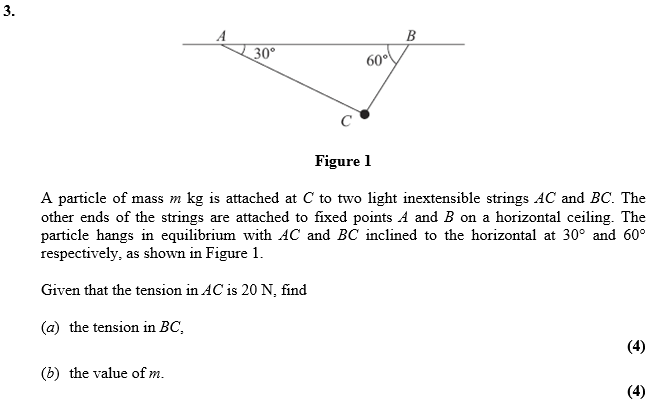 3.
A B
30°
60°
C
Figure 1
A particle of mass m kg is attached at C to two light inextensible strings AC and BC. The
other ends of the strings are attached to fixed points A and B on a horizontal ceiling. The
particle hangs in equilibrium with AC and BC inclined to the horizontal at 30° and 60°
respectively, as shown in Figure 1.
Given that the tension in AC is 20 N, find
(a) the tension in BC,
(4)
(b) the value of m.
(4)